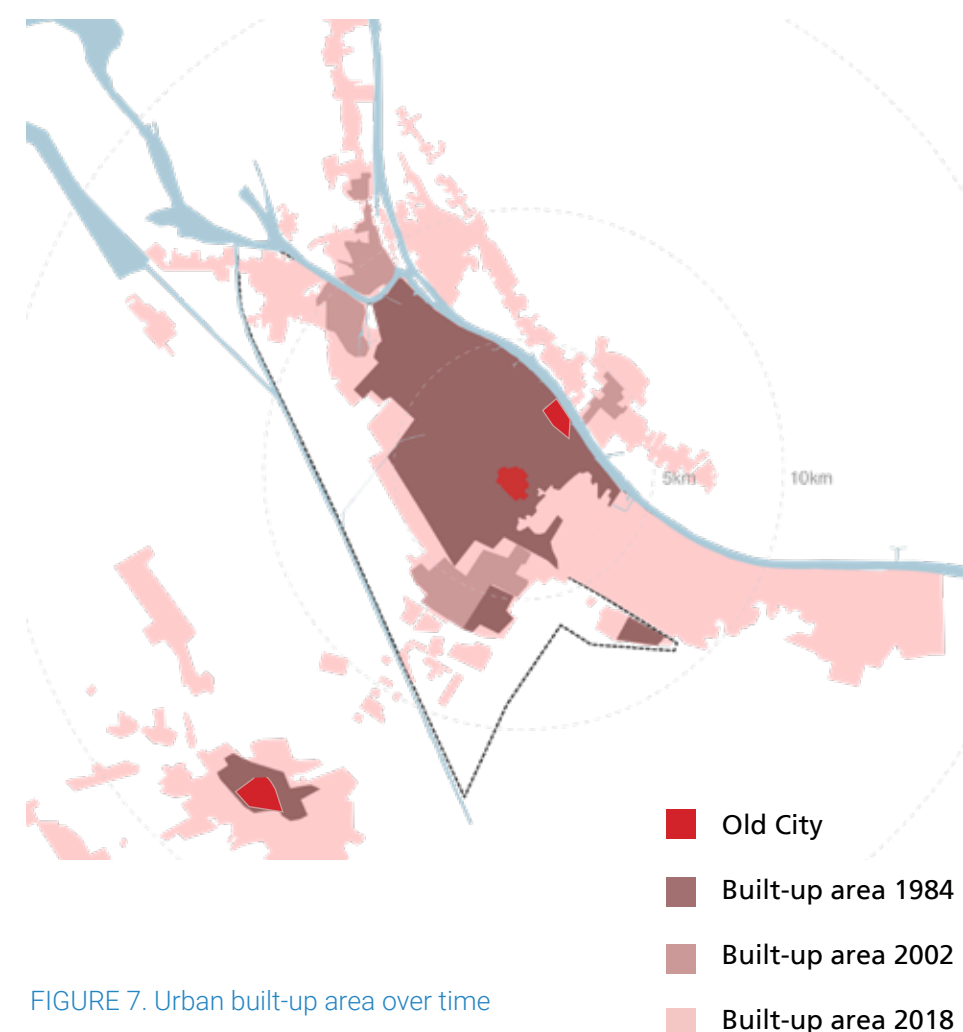 5km
10km
Old City
Built-up area 1984
Built-up area 2002
FIGURE 7. Urban built-up area over time
Built-up area 2018